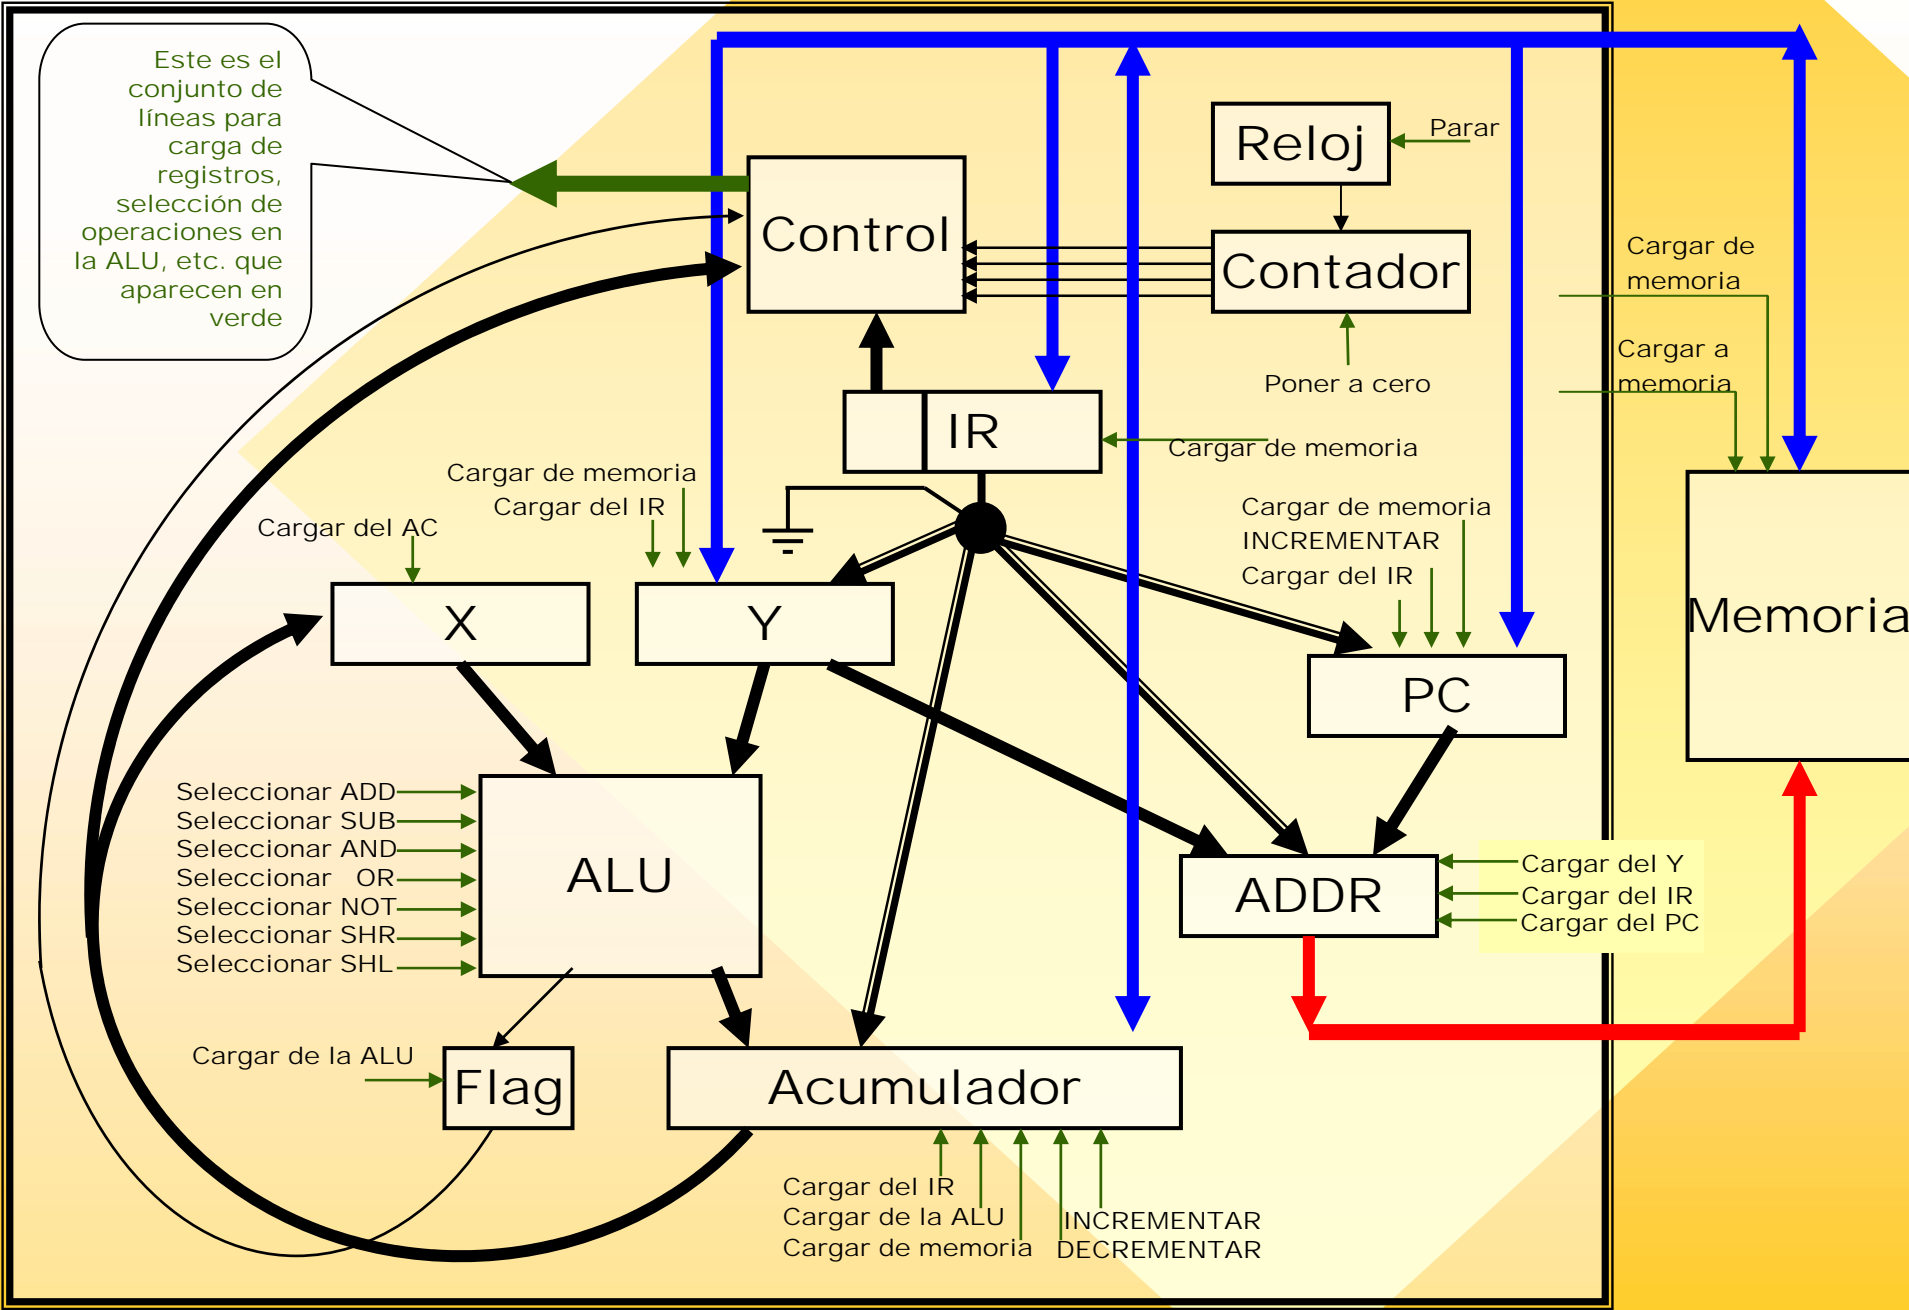 Este es el
conjunto de
líneas para
carga de
registros,
selección de
operaciones en
la ALU, etc. que
aparecen en
verde
Reloj
Parar
Control
Contador
Poner a cero
Cargar de
memoria
Cargar a
memoria
IR
Cargar de memoria
Cargar de memoria
Cargar del IR
Cargar del AC
Cargar de memoria
INCREMENTAR
Cargar del IR
X
Y
PC
Memoria
Seleccionar ADD
Seleccionar SUB
Seleccionar AND
Seleccionar OR
Seleccionar NOT
Seleccionar SHR
Seleccionar SHL
ALU
ADDR
Cargar del Y
Cargar del IR
Cargar del PC
Cargar de la ALU
Flag
Acumulador
Cargar del IR
Cargar de la ALU
Cargar de memoria
INCREMENTAR
DECREMENTAR